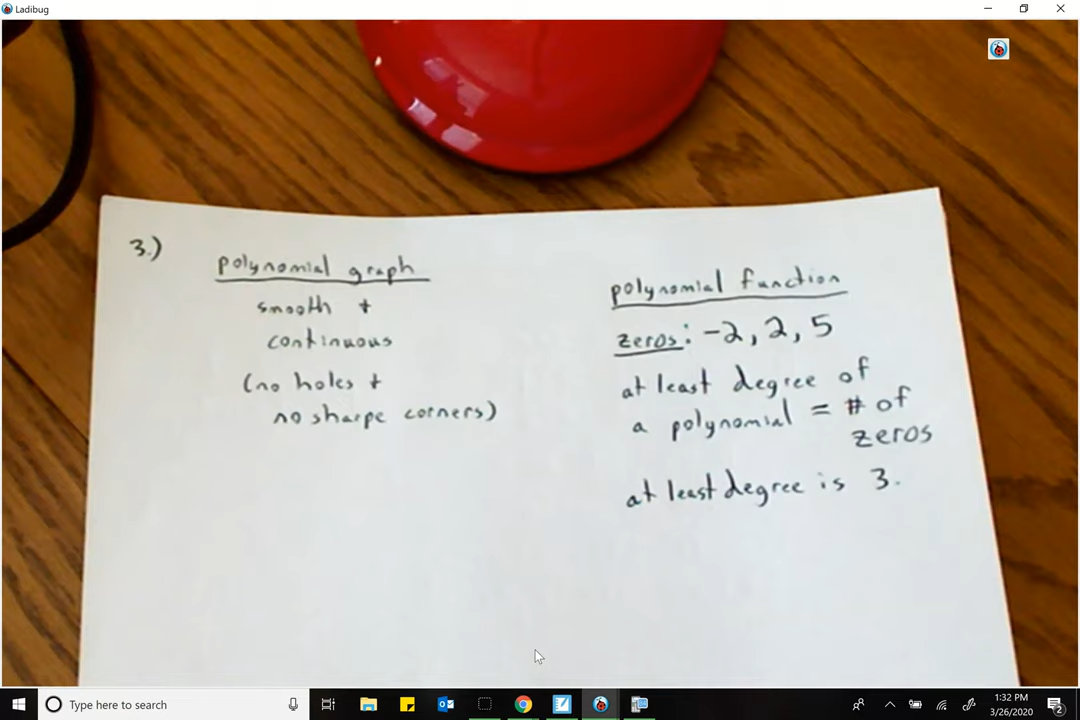 Ladibug
3.)
polynomial graph
smooth +
continuous
(no holes +
no sharpe corners)
polynomial function
zeros: -2, 2, 5
at least degree of
a polynomial = # of
zeros
at least degree is 3.
Type here to search
1:32 PM
3/26/2020
2